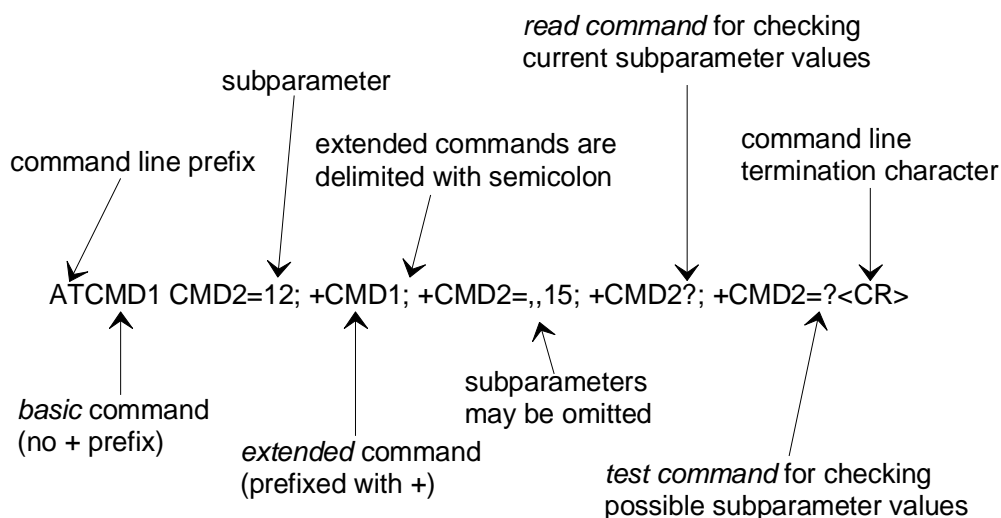 read command for checking
current subparameter values
subparameter
extended commands are
delimited with semicolon
command line
termination character
command line prefix
ATCMD1 CMD2=12; +CMD1; +CMD2=,,15; +CMD2?; +CMD2=?<CR>
basic command
(no + prefix)
extended command
(prefixed with +)
subparameters
may be omitted
test command for checking
possible subparameter values